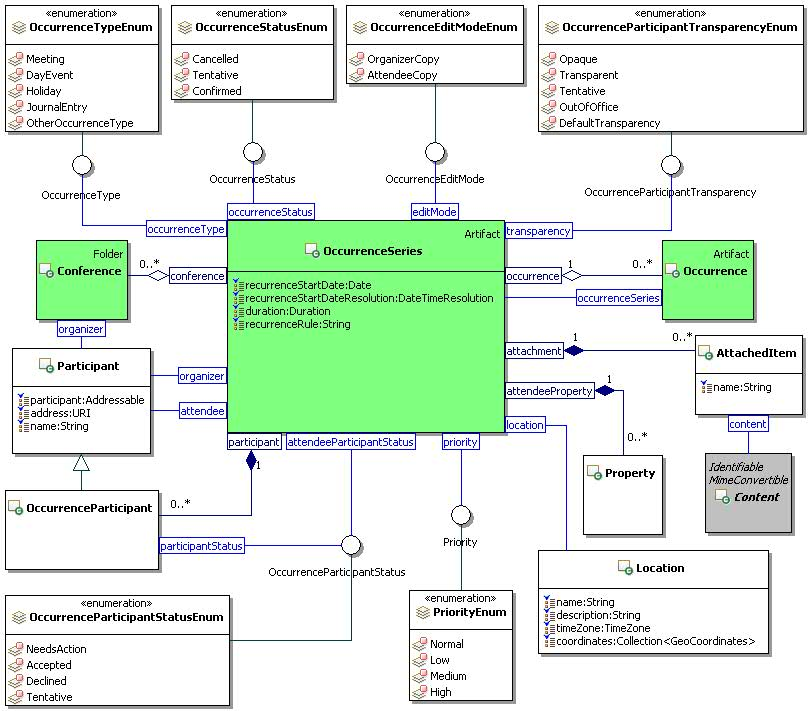 «enumeration»
OccurrenceTypeEnum
Meeting
DayEvent
Holiday
JournalEntry
OtherOccurrenceType
«enumeration»
OccurrenceStatusEnum
Cancelled
Tentative
Confirmed
«enumeration»
OccurrenceEditModeEnum
OrganizerCopy
AttendeeCopy
«enumeration»
OccurrenceParticipantTransparencyEnum
Opaque
Transparent
Tentative
OutOfOffice
DefaultTransparency
OccurrenceType
OccurrenceStatus
OccurrenceEditMode
OccurrenceParticipantTransparency
occurrenceType
occurrenceStatus
editMode
transparency
Folder
Conference
0..*
conference
Artifact
OccurrenceSeries
recurrenceStartDate:Date
recurrenceStartDateResolution:DateTimeResolution
duration:Duration
recurrenceRule:String
occurrence
1
0..*
Artifact
Occurrence
occurrenceSeries
organizer
Participant
participant:Addressable
address:URI
name:String
organizer
attendee
attachment
1
0..*
AttachedItem
name:String
attendeeProperty
1
0..*
location
content
Identifiable
MimeConvertible
Content
Property
participant
1
attendeeParticipantStatus
priority
OccurrenceParticipant
0..*
participantStatus
OccurrenceParticipantStatus
Priority
Location
name:String
description:String
timeZone:TimeZone
coordinates:Collection<GeoCoordinates>
«enumeration»
OccurrenceParticipantStatusEnum
NeedsAction
Accepted
Declined
Tentative
«enumeration»
PriorityEnum
Normal
Low
Medium
High